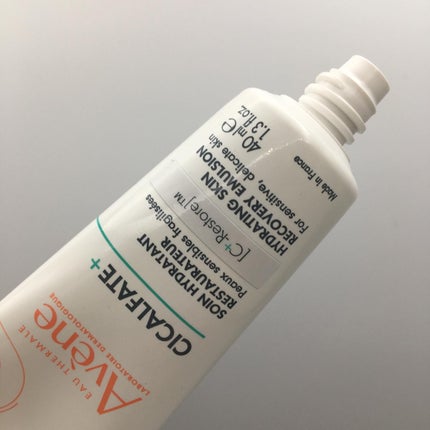 EAU THERMALE
Avène
LABORATOIRE DERMATOLOGIQUE
CICALFATE+
SOIN HYDRATANT
RESTAURATEUR
Peaux sensibles fragilisées
[C+Restore]™
HYDRATING SKIN
RECOVERY EMULSION
For sensitive, delicate skin
40 ml e
1.3 fl.oz
Made in France